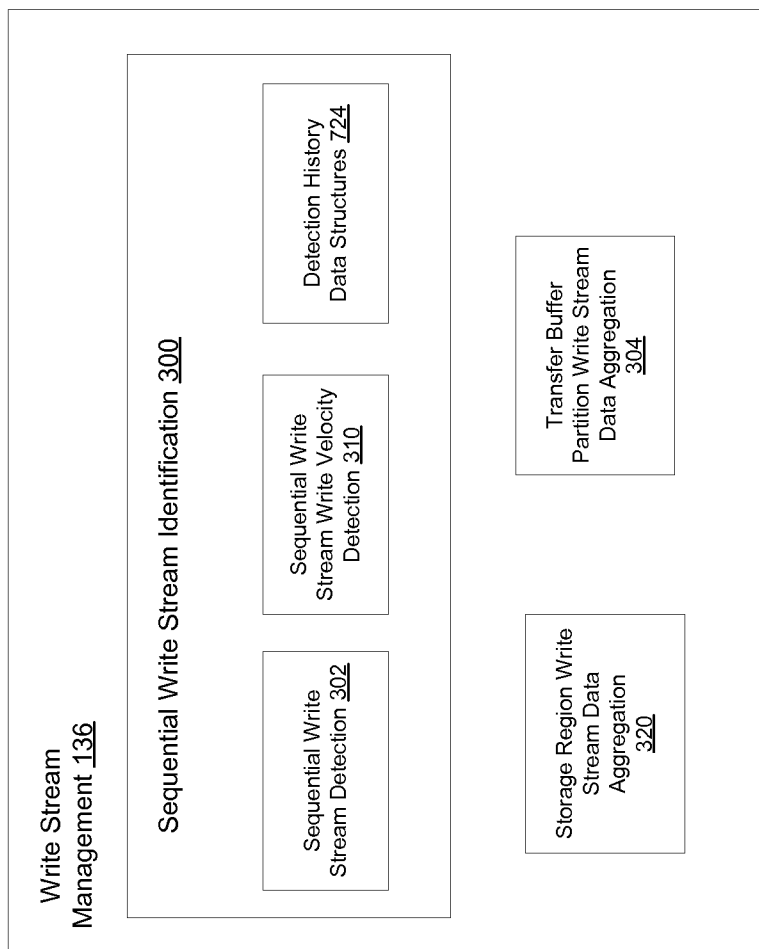 Write Stream
Management 136
Sequential Write Stream Identification 300
Sequential Write
Stream Detection 302
Sequential Write
Stream Write Velocity
Detection 310
Detection History
Data Structures 724
Storage Region Write
Stream Data
Aggregation
320
Transfer Buffer
Partition Write Stream
Data Aggregation
304